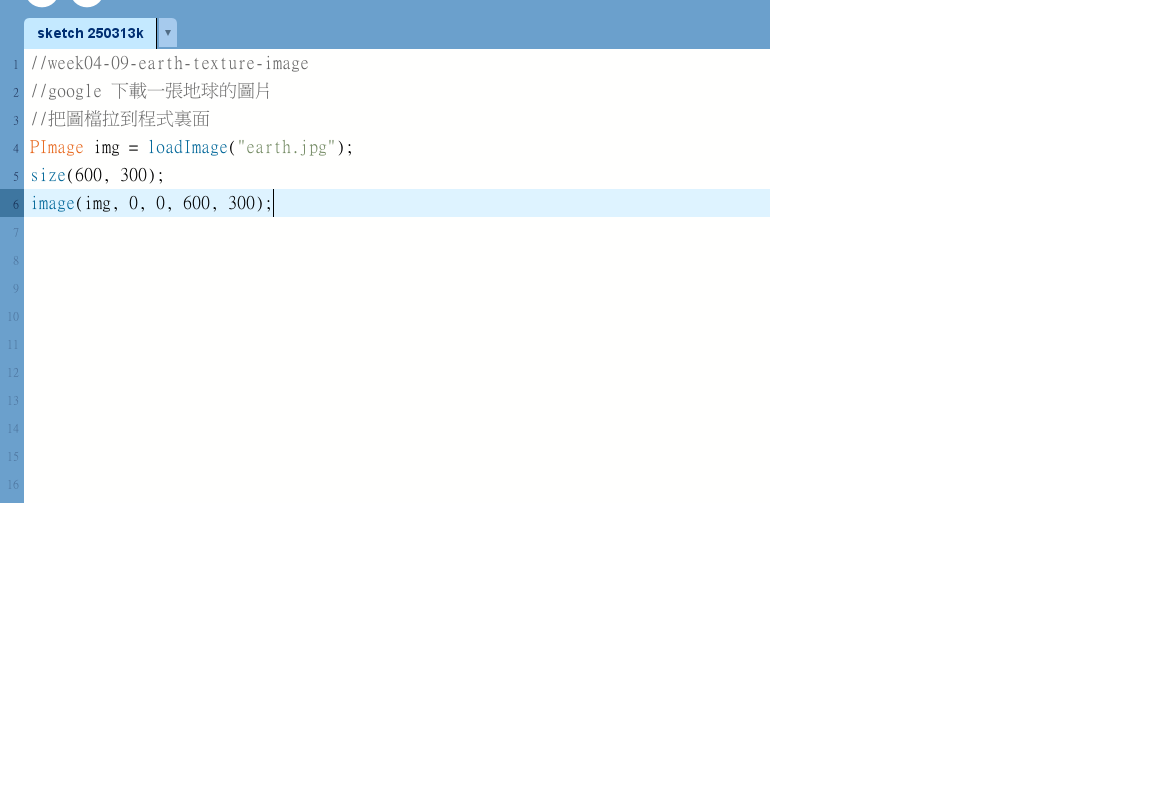 sketch 250313k ▼
1 //week04-09-earth-texture-image
2 //google 下載一張地球的圖片
3 //把圖檔拉到程式裏面
4 PImage img = loadImage("earth.jpg");
5 size(600, 300);
6 image(img, 0, 0, 600, 300);
7
8
9
10
11
12
13
14
15
16